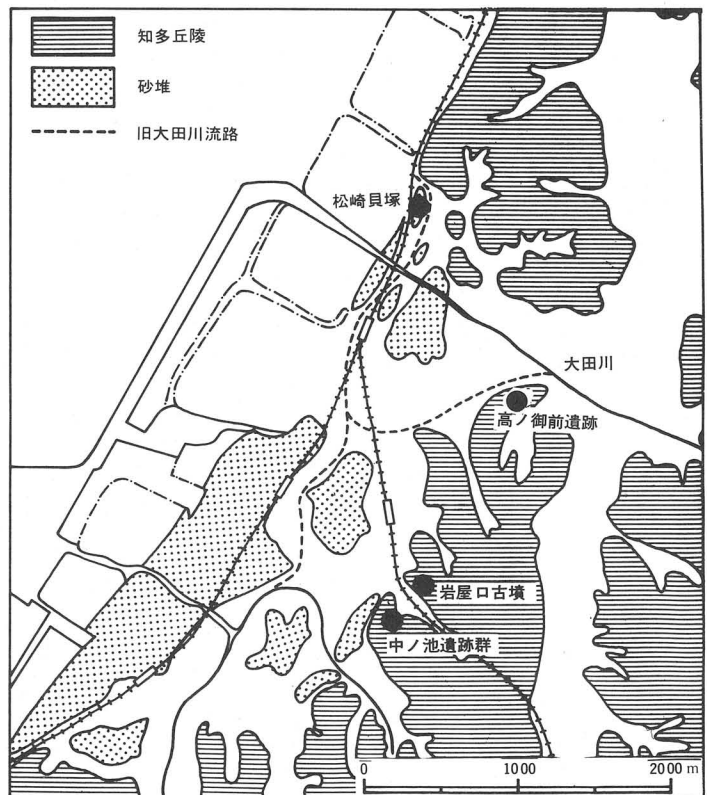 知多丘陵
砂堆
旧大田川流路
松崎貝塚
大田川
高ノ御前遺跡
岩屋口古墳
中ノ池遺跡群
0 1000 2000 m